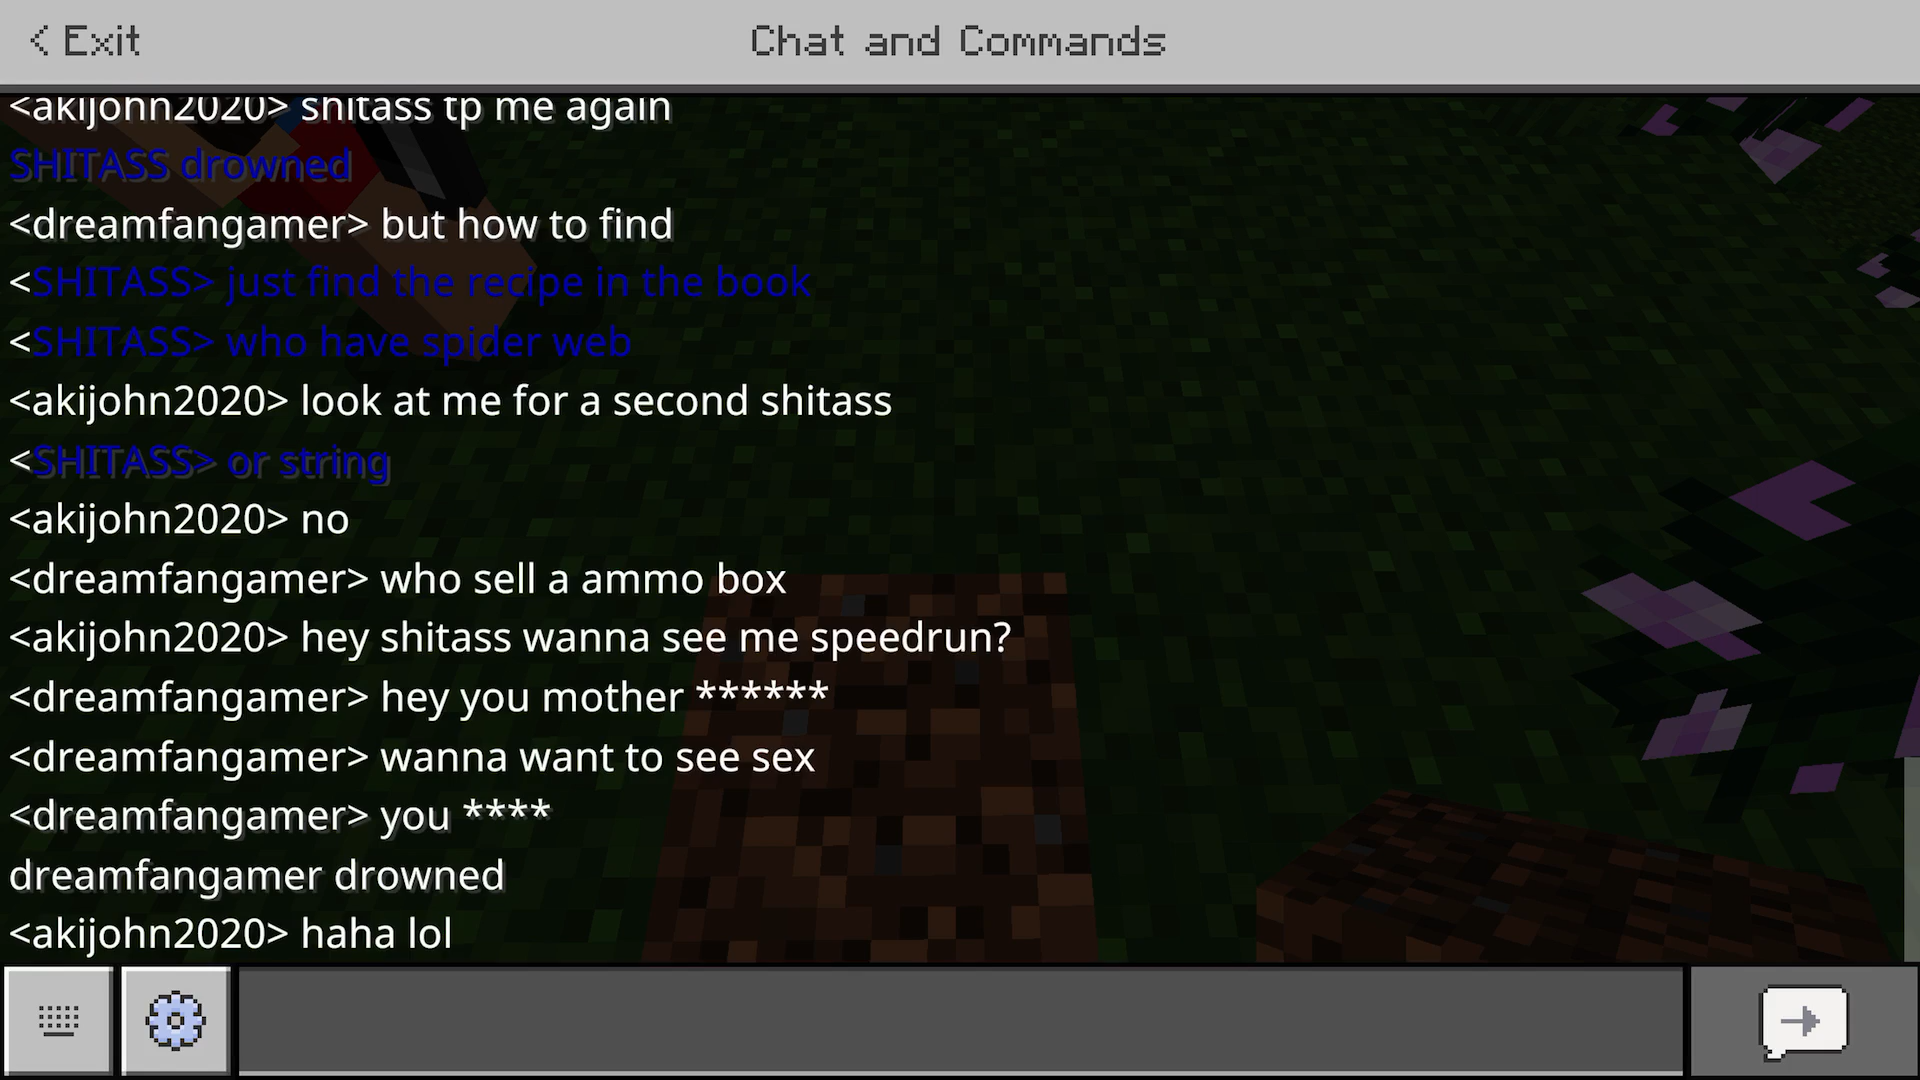 < Exit
Chat and Commands
<akijohn2020> shitass tp me again
SHITASS drowned
<dreamfangamer> but how to find
<SHITASS> just find the recipe in the book
<SHITASS> who have spider web
<akijohn2020> look at me for a second shitass
<SHITASS> or string
<akijohn2020> no
<dreamfangamer> who sell a ammo box
<akijohn2020> hey shitass wanna see me speedrun?
<dreamfangamer> hey you mother ******
<dreamfangamer> wanna want to see sex
<dreamfangamer> you ****
dreamfangamer drowned
<akijohn2020> haha lol